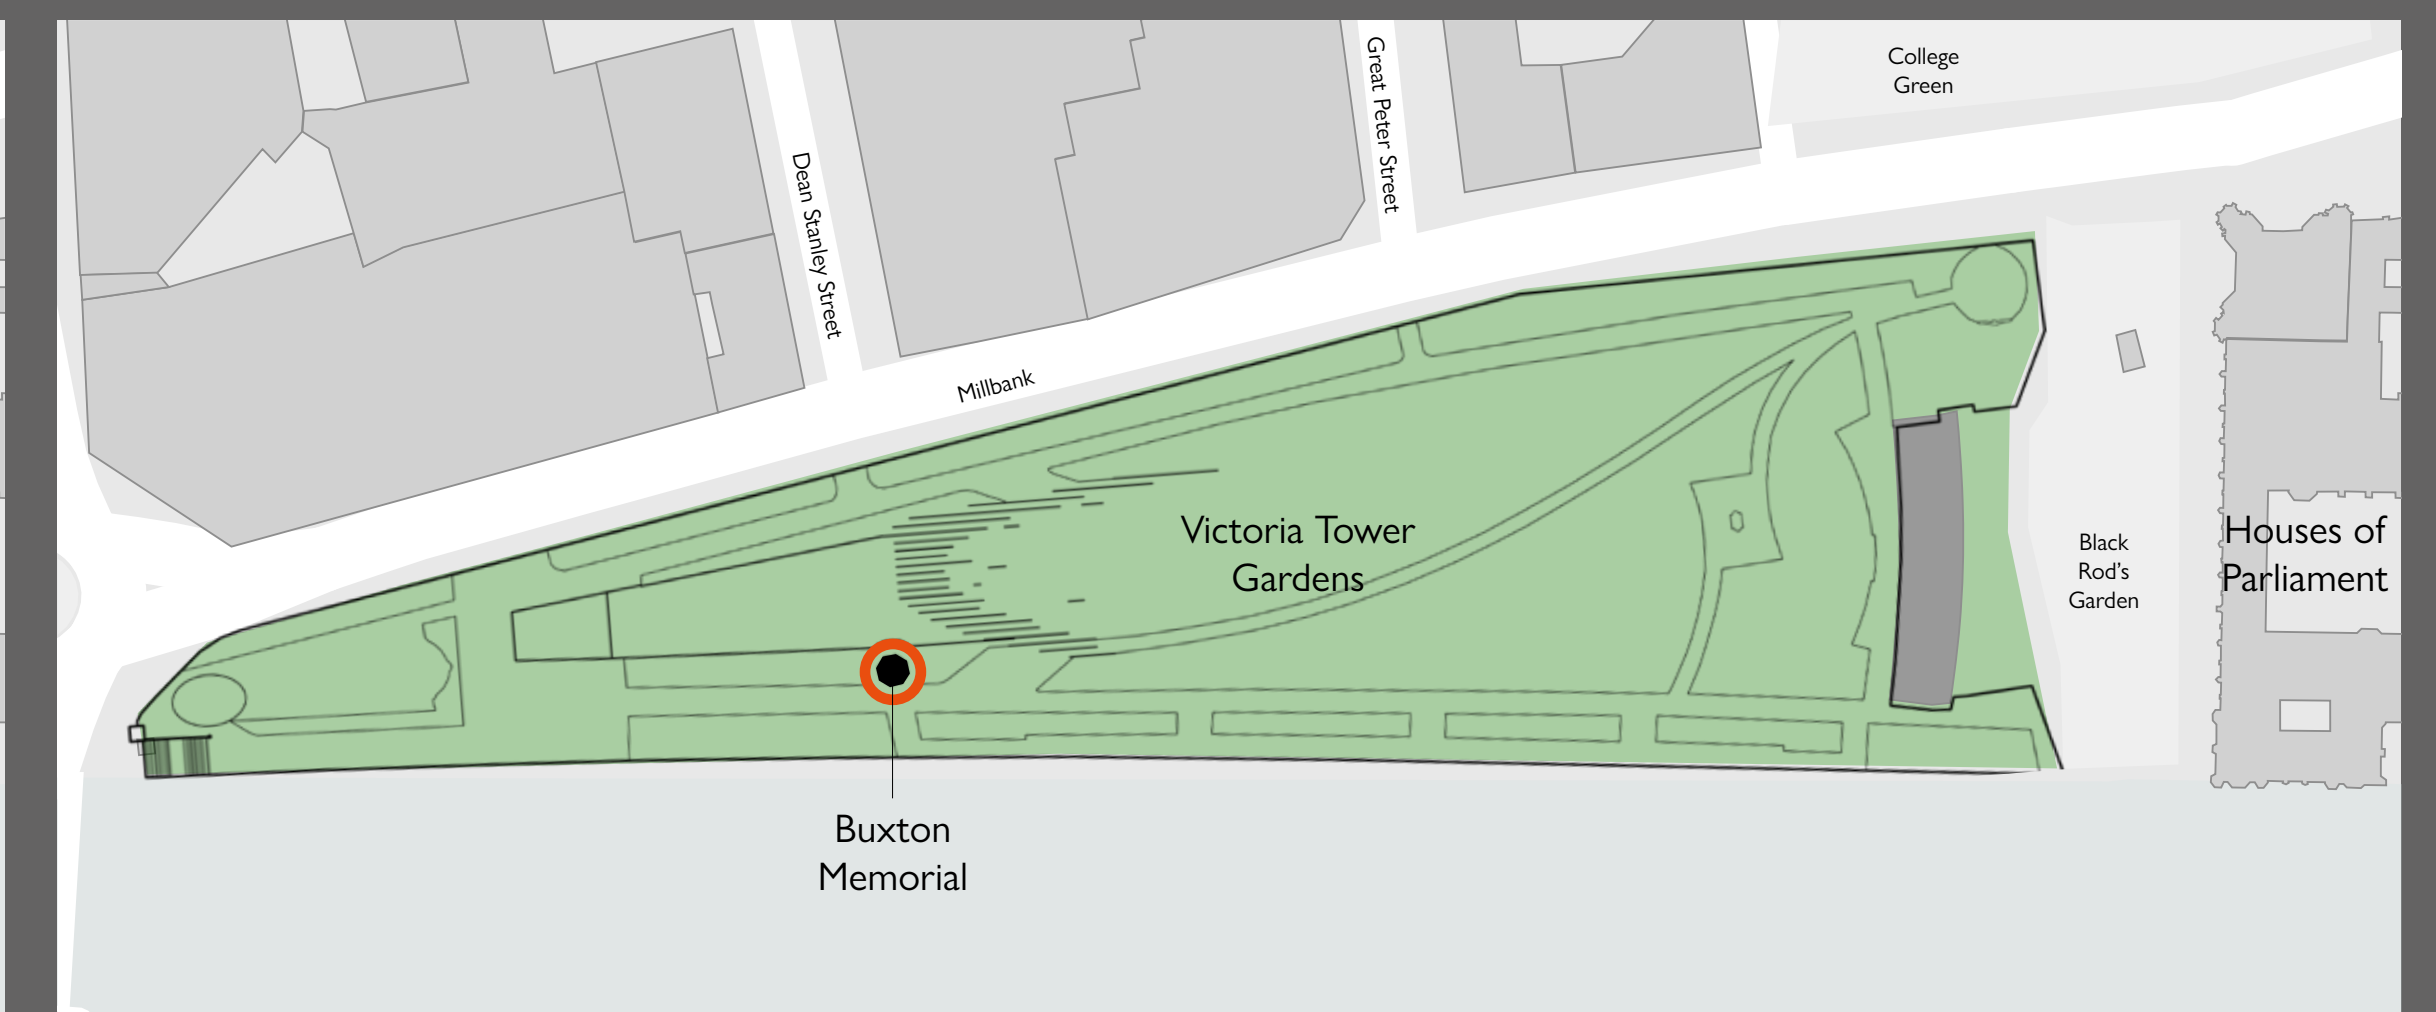 College
Green
Great Peter Street
Dean Stanley Street
Millbank
Victoria Tower
Gardens
Black
Rod's
Garden
Houses of
Parliament
Buxton
Memorial